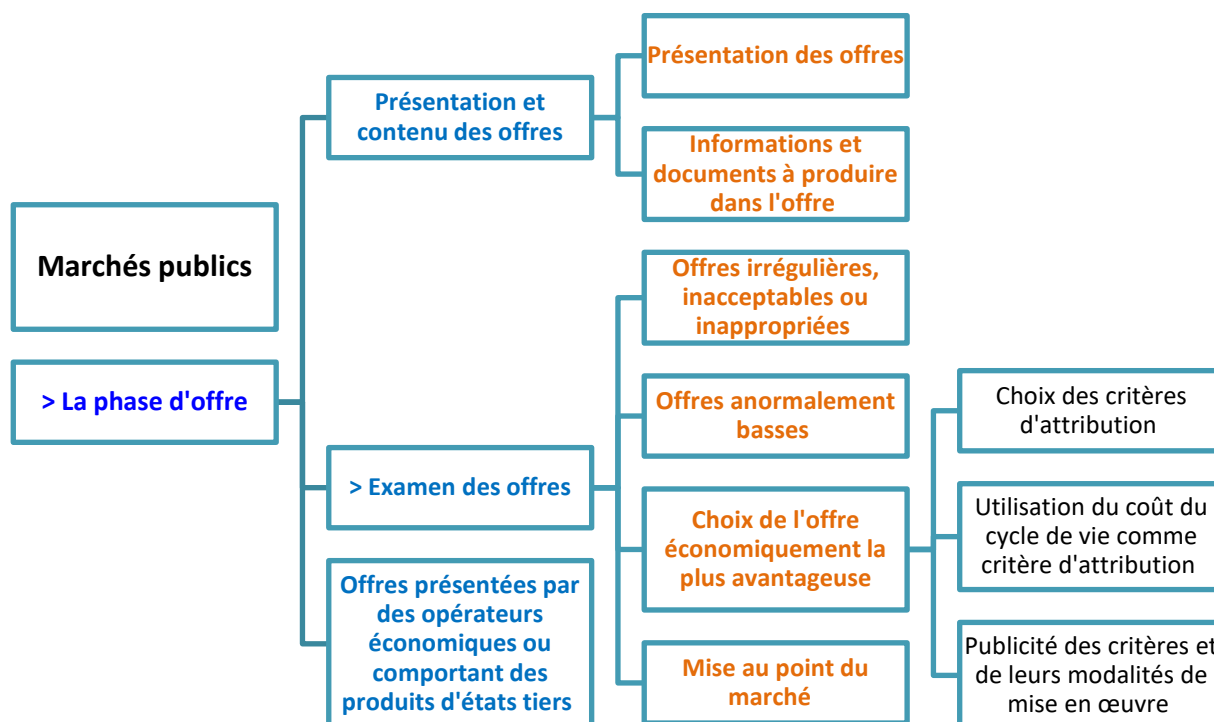 Marchés publics
> La phase d'offre
Présentation et
contenu des offres
Présentation des offres
Informations et
documents à produire
dans l'offre
> Examen des offres
Offres irrégulières,
inacceptables ou
inappropriées
Offres anormalement
basses
Choix de l'offre
économiquement la
plus avantageuse
Choix des critères
d'attribution
Utilisation du coût du
cycle de vie comme
critère d'attribution
Publicité des critères et
de leurs modalités de
mise en œuvre
Mise au point du
marché
Offres présentées par
des opérateurs
économiques ou
comportant des
produits d'états tiers